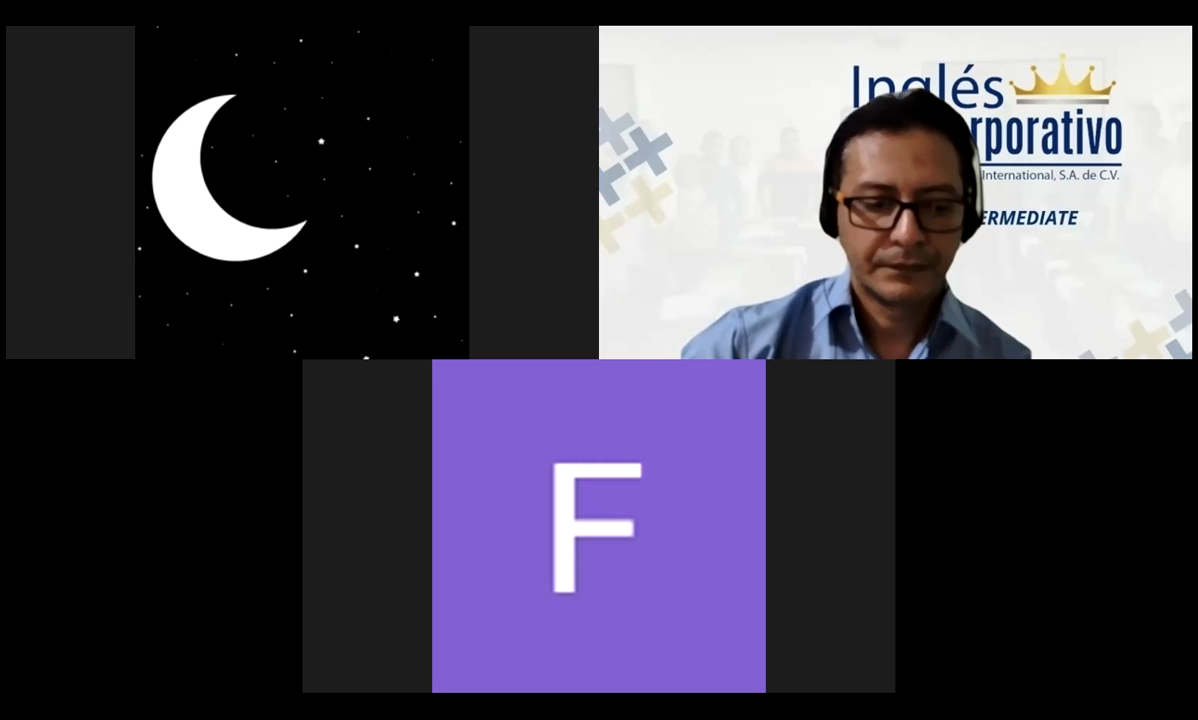 Inglés
rporativo
International, S.A. de C.V.
ERMEDIATE
F